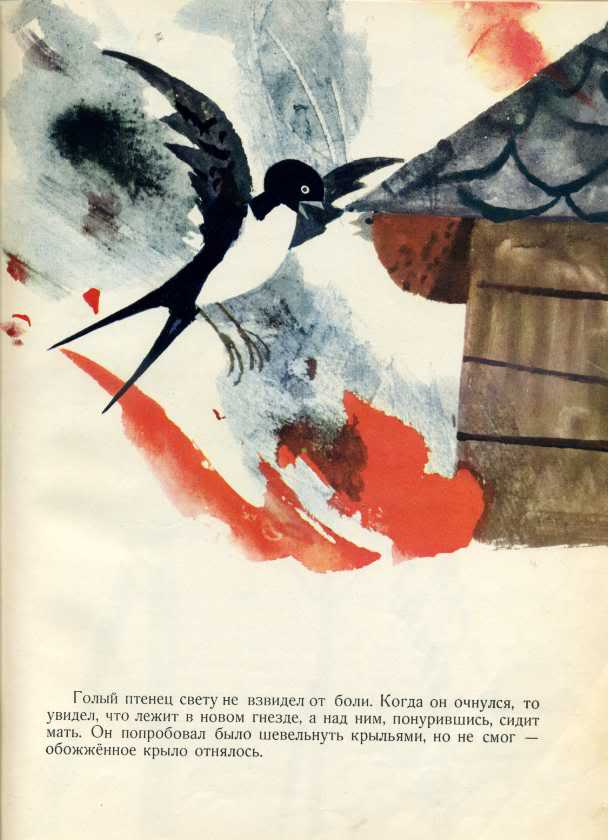 Голый птенец свету не взвидел от боли. Когда он очнулся, то
увидел, что лежит в новом гнезде, а над ним, понурившись, сидит
мать. Он попробовал было шевельнуть крыльями, но не смог —
обожжённое крыло отнялось.